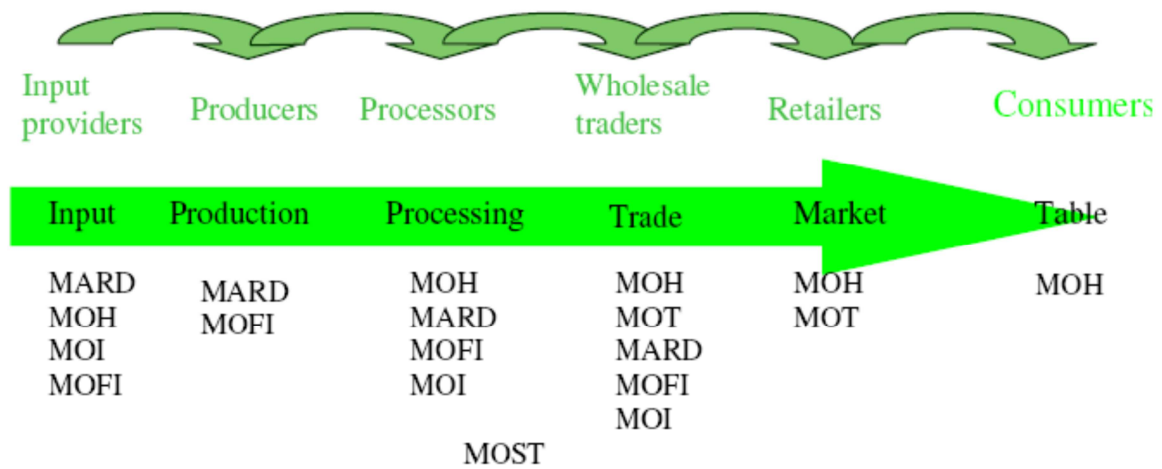 Input
providers
Producers
Processors
Wholesale
traders
Retailers
Consumers
Input
Production
Processing
Trade
Market
Table
MARD
MOH
MOI
MOFI
MARD
MOFI
MOH
MARD
MOFI
MOI
MOH
MOT
MARD
MOFI
MOI
MOH
MOT
MOH
MOST